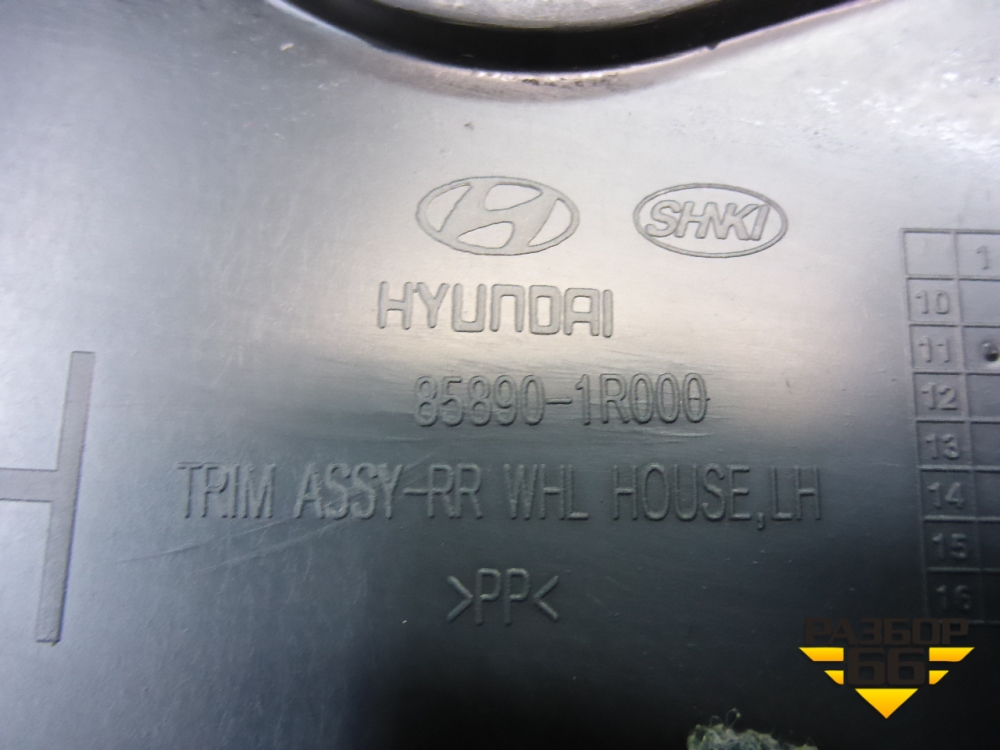 SHNKI
HYUNDAI
85890-1R000
TRIM ASSY-RR WHL HOUSE,LH
>PP<
1
10
11
12
13
14
15
16
РАЗБОР
66